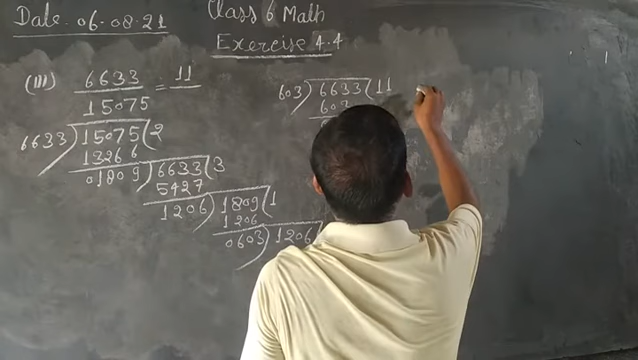 Date. 06.08.21
Class 6 Math
Exercise 4.4
(III) 6633 = 11
15075
6633) 15075 (2
13266
01809) 6633 (3
5427
1206) 1809 (1
1206
0603) 1206
603) 6633 (11
603